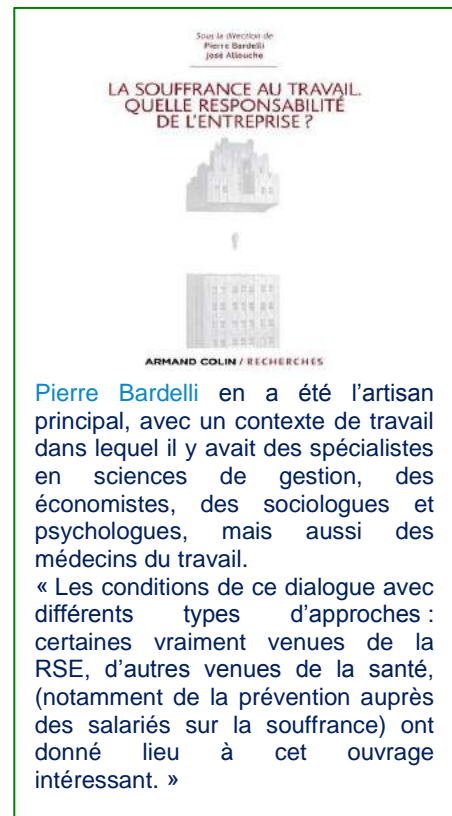 Sous la direction de
Pierre Bardelli
José Allouche
LA SOUFFRANCE AU TRAVAIL.
QUELLE RESPONSABILITÉ
DE L'ENTREPRISE ?
ARMAND COLIN / RECHERCHES
Pierre Bardelli en a été l'artisan
principal, avec un contexte de travail
dans lequel il y avait des spécialistes
en sciences de gestion, des
économistes, des sociologues et
psychologues, mais aussi des
médecins du travail.
« Les conditions de ce dialogue avec
différents types d'approches :
certaines vraiment venues de la
RSE, d'autres venues de la santé,
(notamment de la prévention auprès
des salariés sur la souffrance) ont
donné lieu à cet ouvrage
intéressant. »